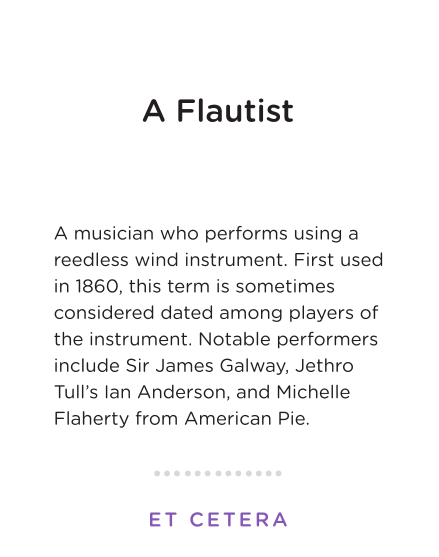 A Flautist
A musician who performs using a
reedless wind instrument. First used
in 1860, this term is sometimes
considered dated among players of
the instrument. Notable performers
include Sir James Galway, Jethro
Tull’s Ian Anderson, and Michelle
Flaherty from American Pie.
ET CETERA